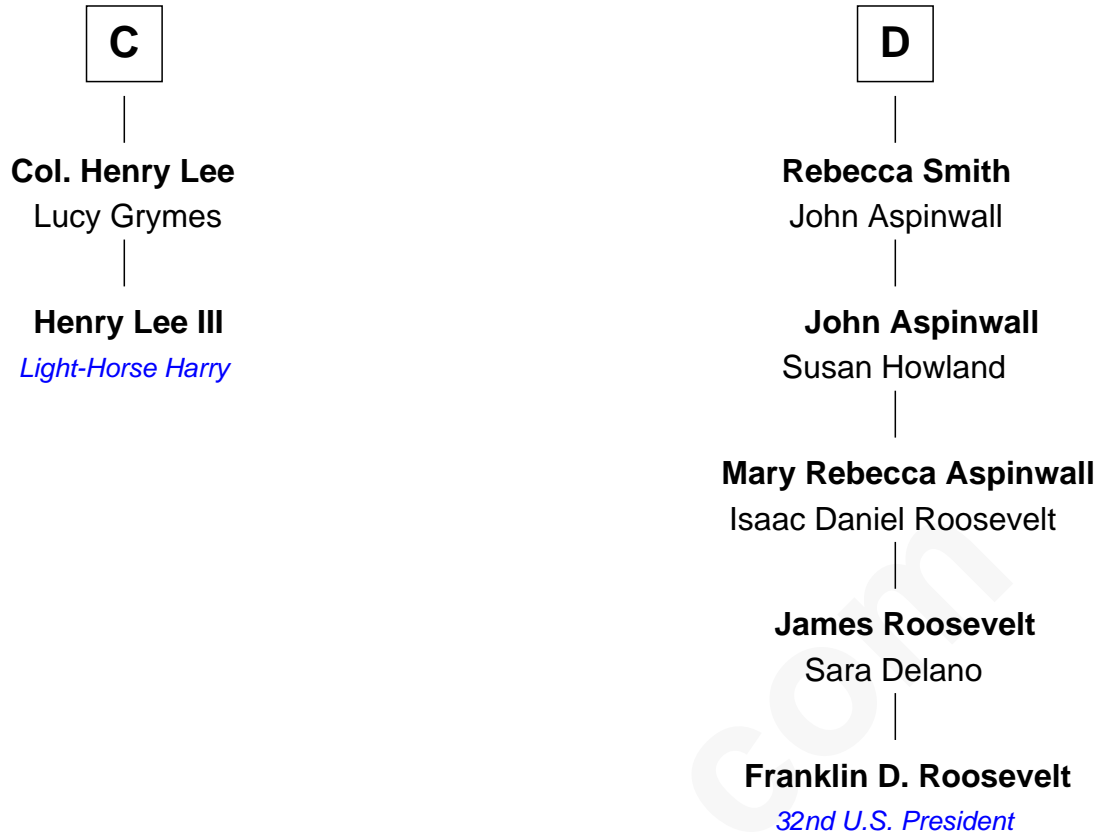 C
Col. Henry Lee
Lucy Grymes
Henry Lee III
Light-Horse Harry
D
Rebecca Smith
John Aspinwall
John Aspinwall
Susan Howland
Mary Rebecca Aspinwall
Isaac Daniel Roosevelt
James Roosevelt
Sara Delano
Franklin D. Roosevelt
32nd U.S. President
com